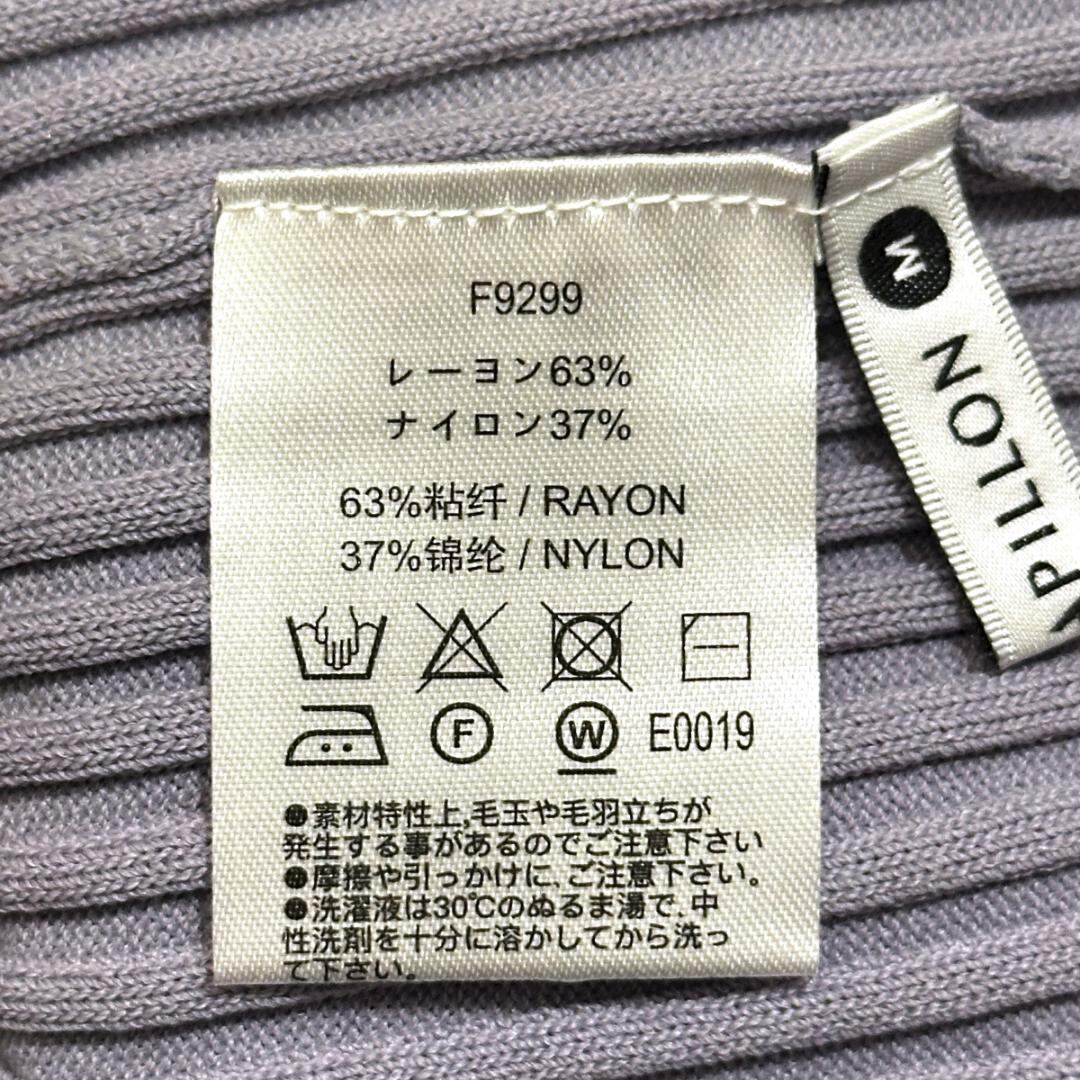 F9299
レーヨン63%
ナイロン37%
63%粘纤 / RAYON
37%锦纶 / NYLON
F W E0019
●素材特性上,毛玉や毛羽立ちが
発生する事があるのでご注意下さい
●摩擦や引っかけに、ご注意下さい。
●洗濯液は30℃のぬるま湯で、中
性洗剤を十分に溶かしてから洗っ
て下さい。
M
PILLON